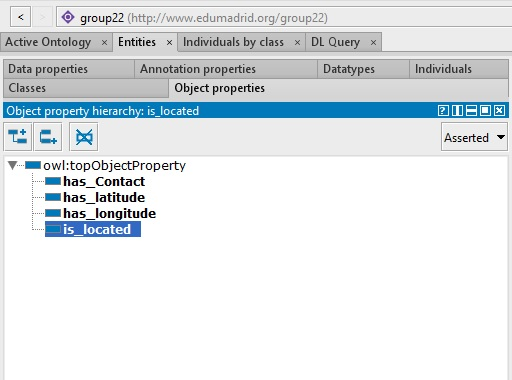 < > group22 (http://www.edumadrid.org/group22)
Active Ontology × Entities × Individuals by class × DL Query ×
Data properties Annotation properties Datatypes Individuals
Classes Object properties
Object property hierarchy: is_located
Asserted
owl:topObjectProperty
has_Contact
has_latitude
has_longitude
is_located